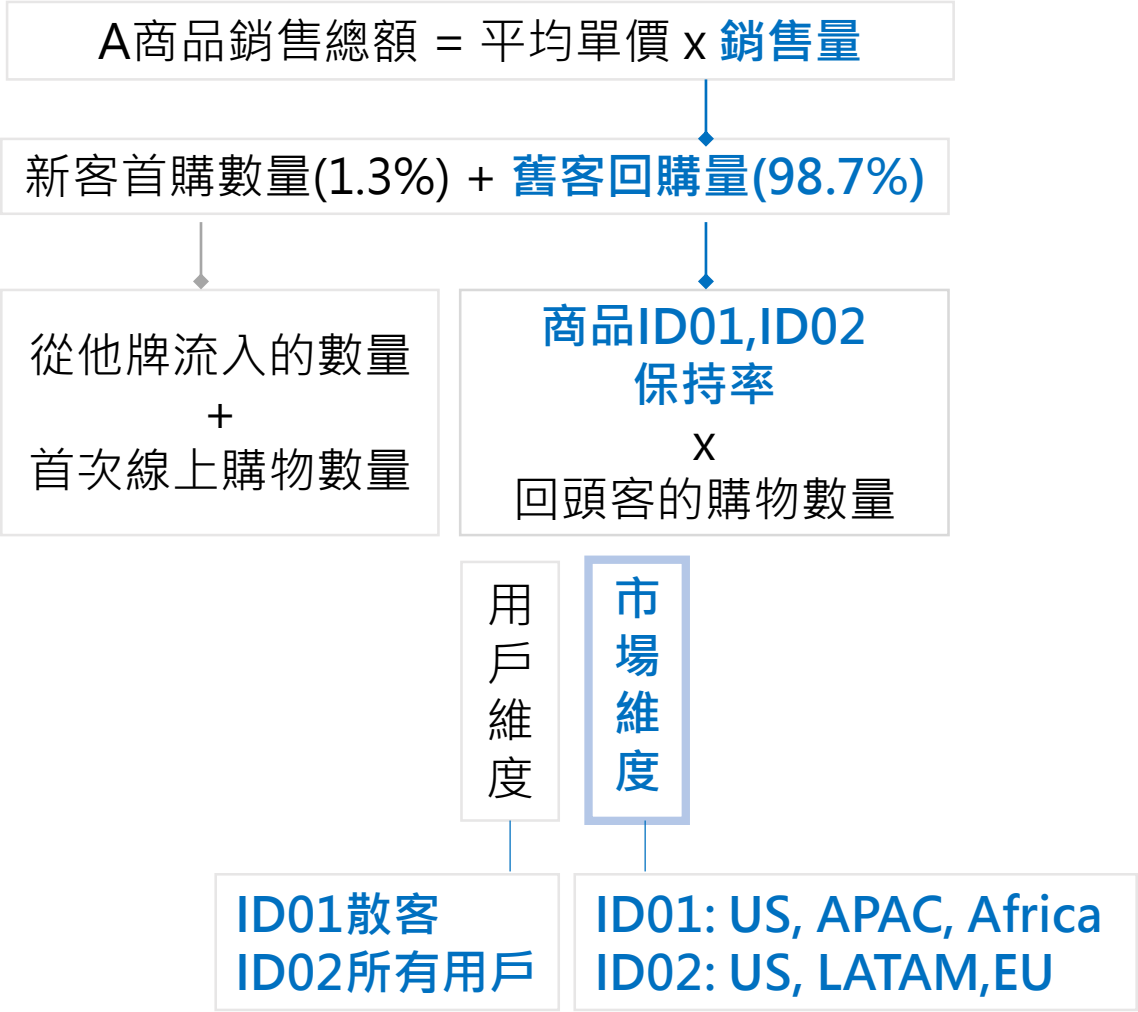 A商品銷售總額 = 平均單價 x 銷售量
新客首購數量(1.3%) + 舊客回購量(98.7%)
從他牌流入的數量
+
首次線上購物數量
商品ID01,ID02
保持率
x
回頭客的購物數量
用戶維度
市場維度
ID01散客
ID02所有用戶
ID01: US, APAC, Africa
ID02: US, LATAM,EU